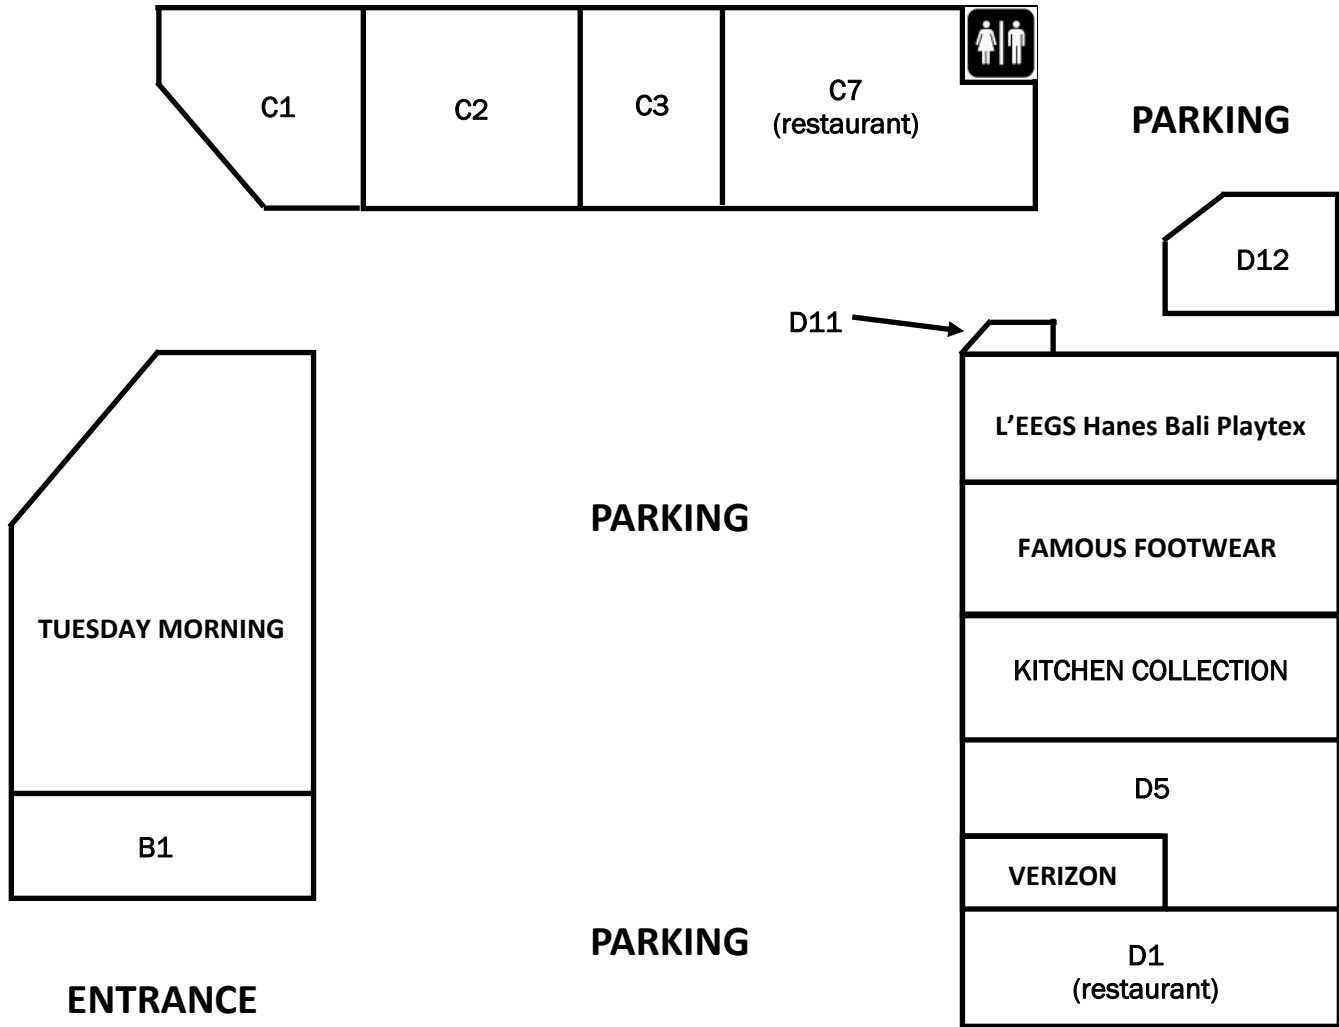 C1
C2
C3
C7
(restaurant)
PARKING
D12
D11
L’EEGS Hanes Bali Playtex
PARKING
FAMOUS FOOTWEAR
TUESDAY MORNING
KITCHEN COLLECTION
D5
B1
VERIZON
PARKING
D1
(restaurant)
ENTRANCE